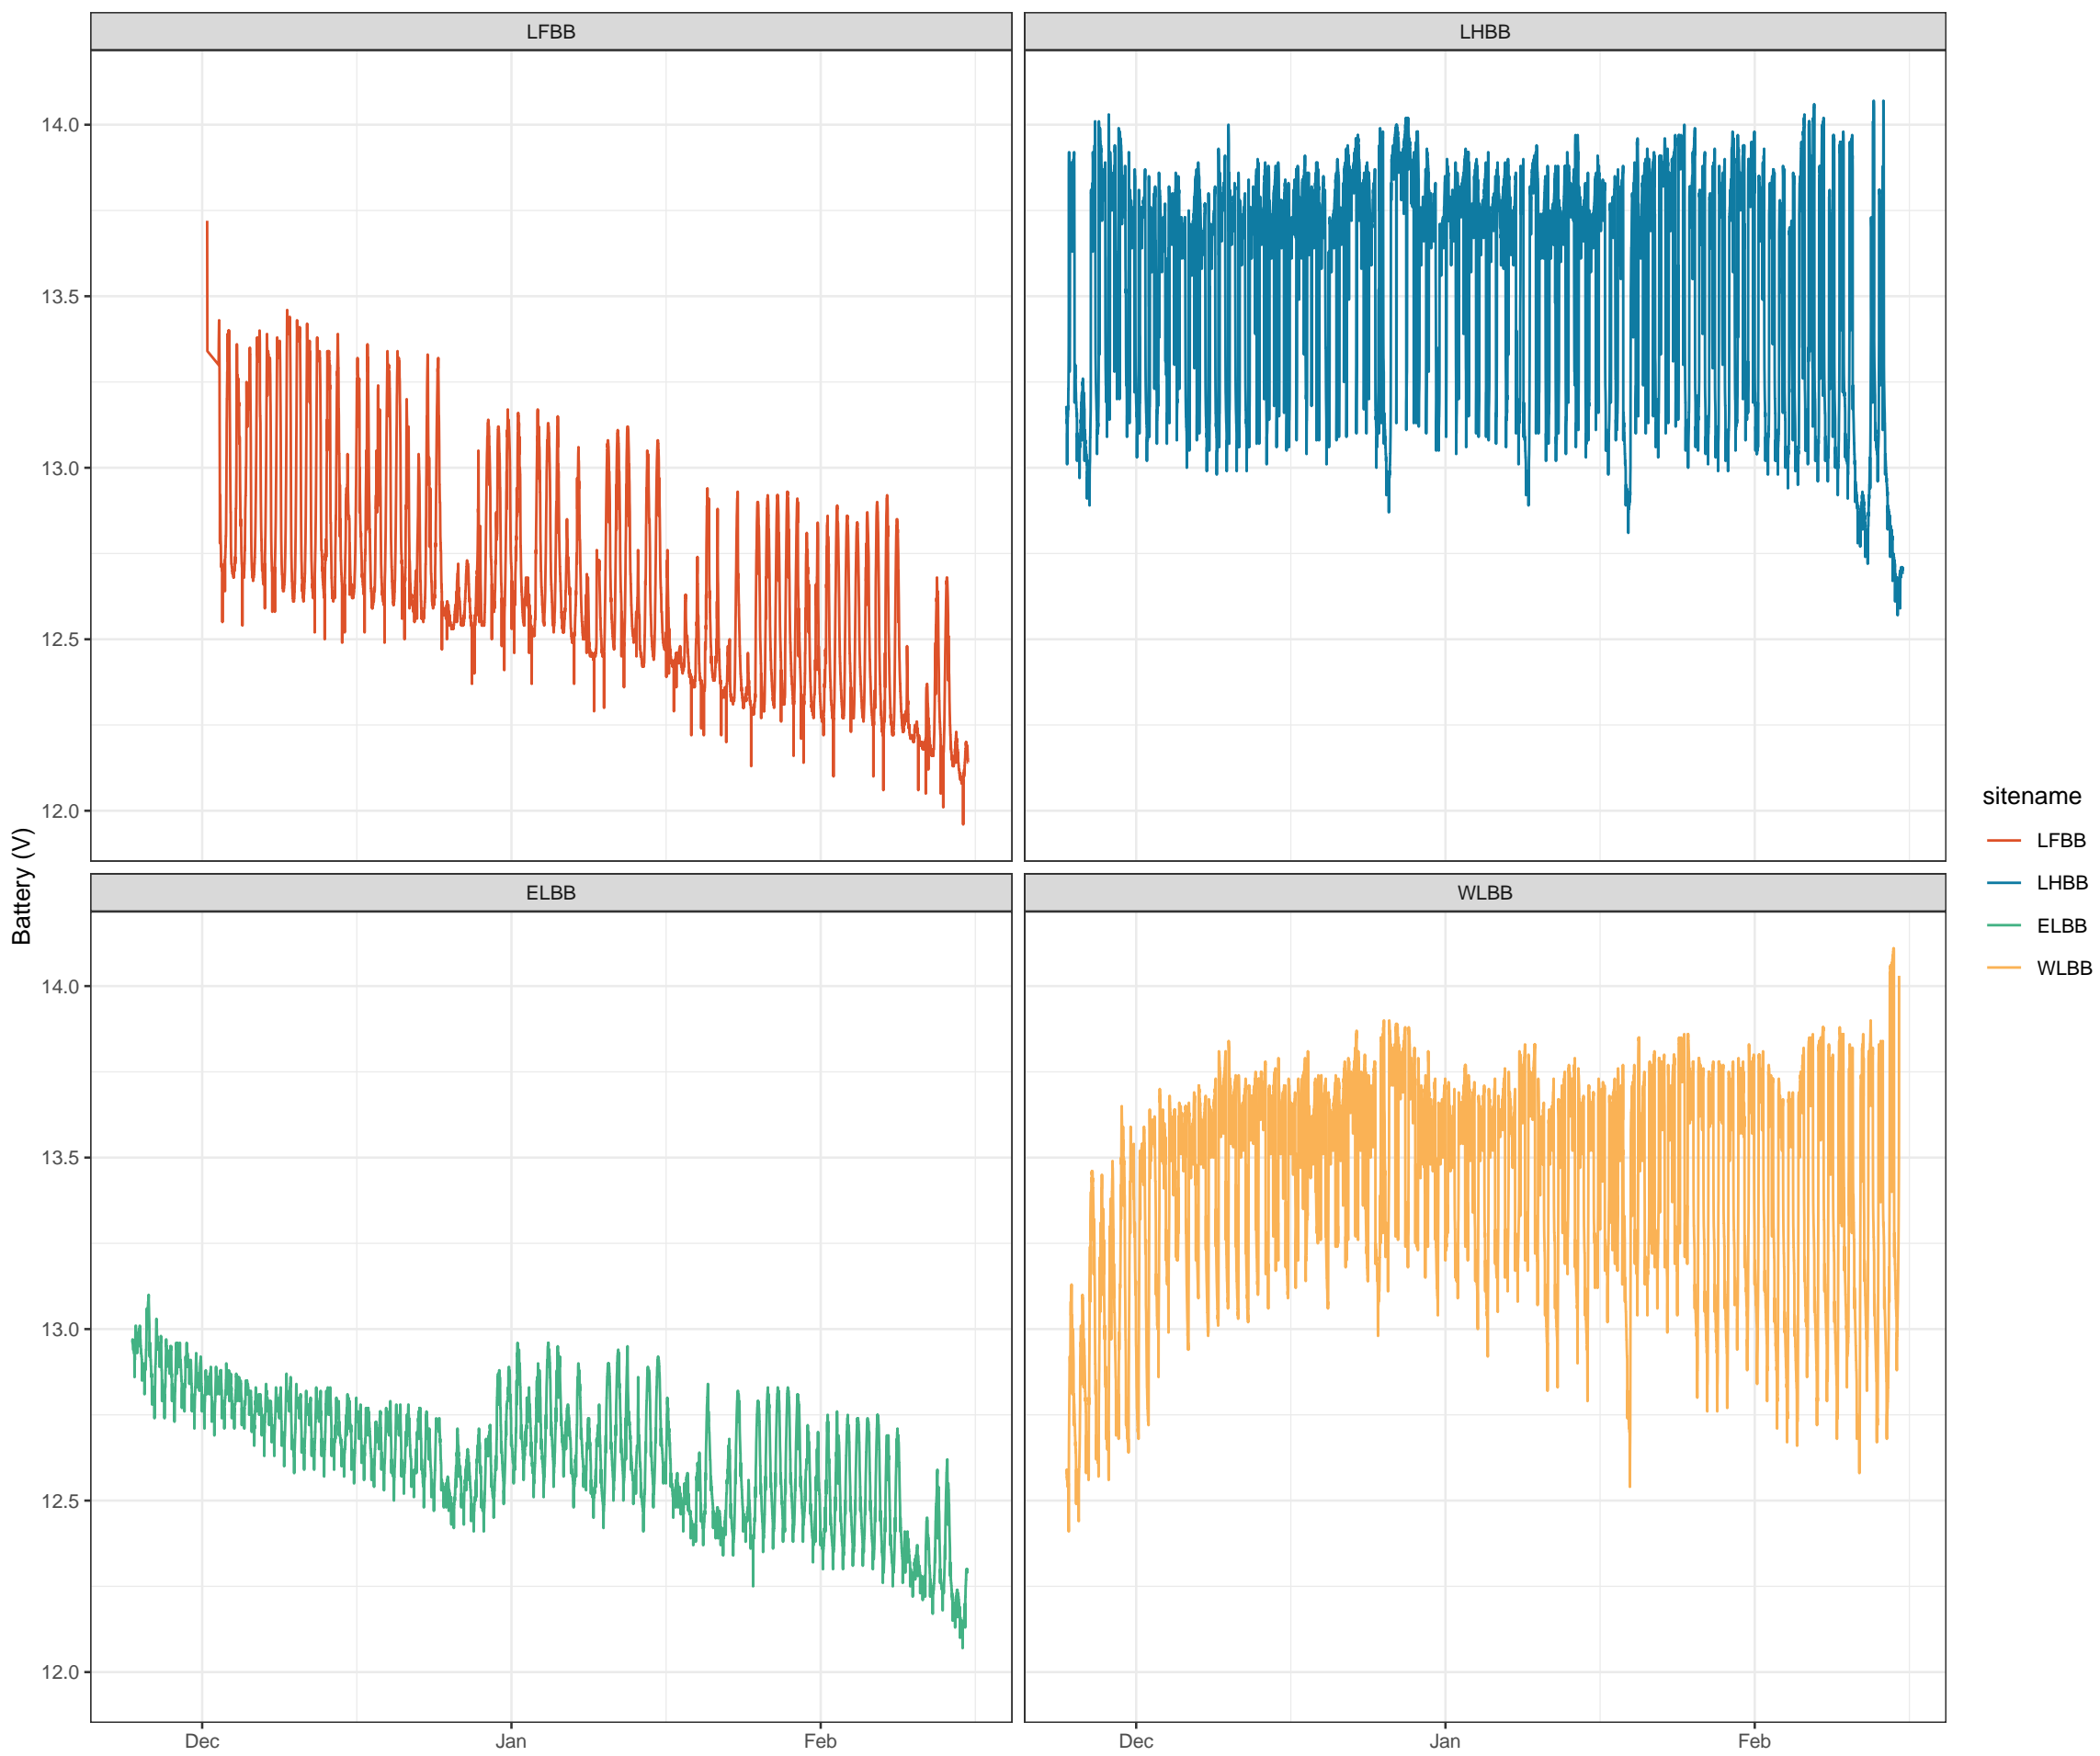 LFBB
LHBB
14.0
13.5
13.0
12.5
12.0
ELBB
WLBB
14.0
13.5
13.0
12.5
12.0
Dec
Jan
Feb
Dec
Jan
Feb
Battery (V)
sitename
LFBB
LHBB
ELBB
WLBB